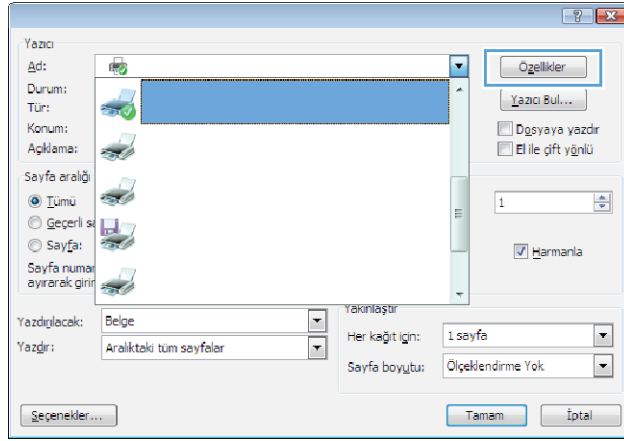 Yazıcı
Ad:
Özellikler
Durum:
Yazıcı Bul...
Tür:
Konum:
Dosyaya yazdır
Açıklama:
El ile çift yönlü
Sayfa aralığı
Tümü
1
Geçerli
Sayfa:
Harmanla
Sayfa
ayırarak
Yakınlaştır
Yazdırılacak: Belge
Her kağıt için: 1 sayfa
Yazdır: Aralıktaki tüm sayfalar
Sayfa boyutu: Ölçeklendirme Yok
Seçenekler...
Tamam
İptal